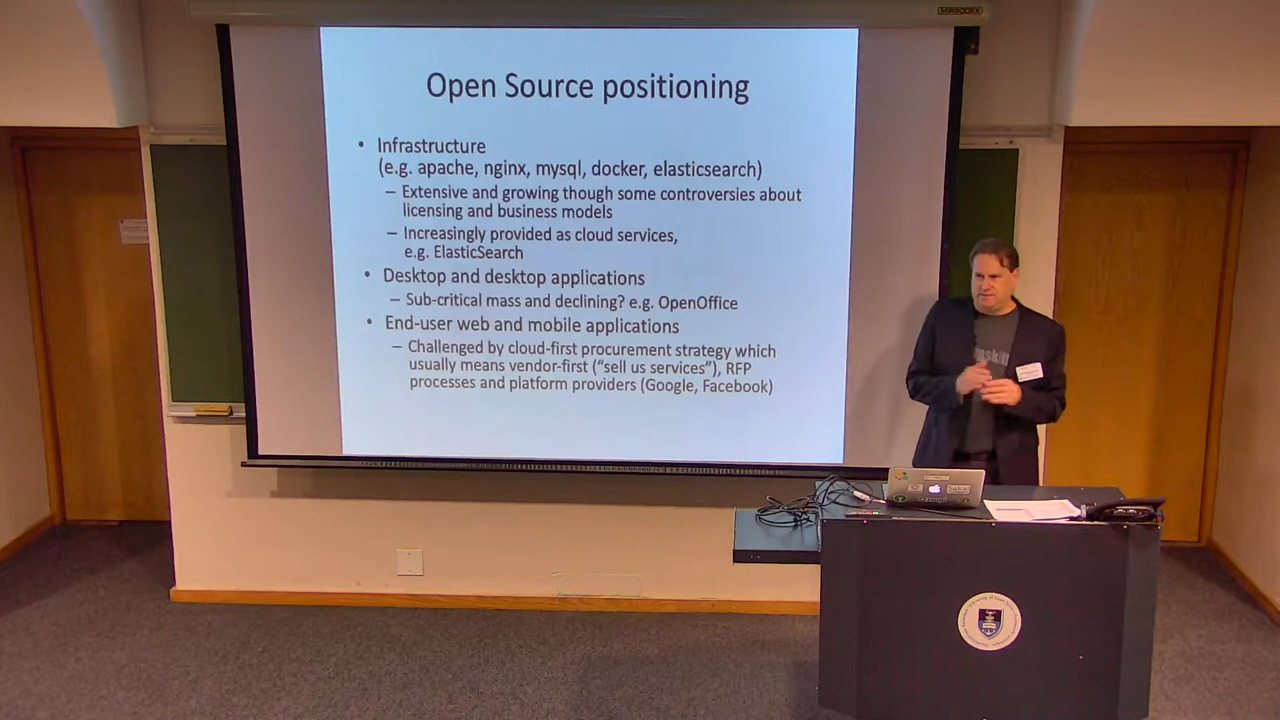 MIRRODEX
Open Source positioning
• Infrastructure
(e.g. apache, nginx, mysql, docker, elasticsearch)
– Extensive and growing though some controversies about
licensing and business models
– Increasingly provided as cloud services,
e.g. ElasticSearch
• Desktop and desktop applications
– Sub-critical mass and declining? e.g. OpenOffice
• End-user web and mobile applications
– Challenged by cloud-first procurement strategy which
usually means vendor-first (“sell us services”), RFP
processes and platform providers (Google, Facebook)
sakai